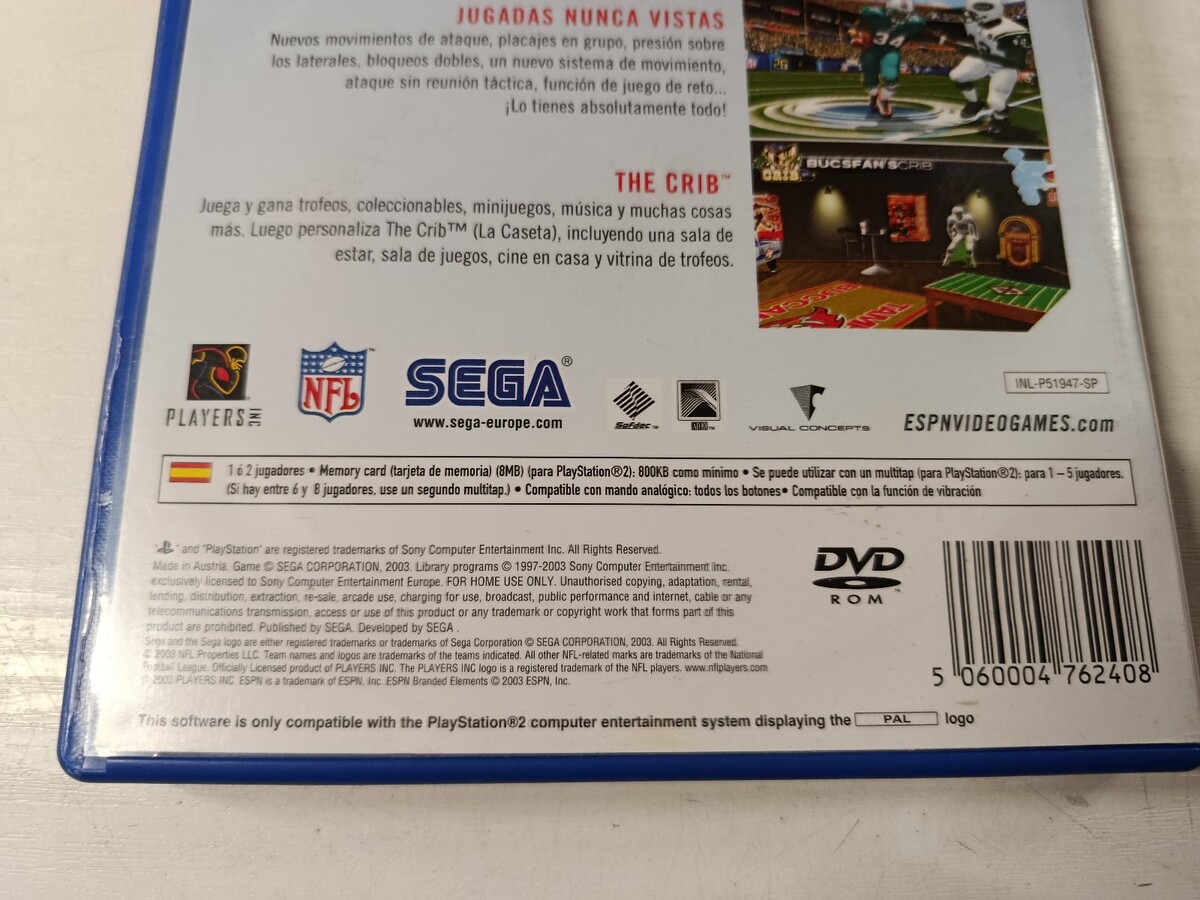 JUGADAS NUNCA VISTAS
Nuevos movimientos de ataque, placajes en grupo, presión sobre
los laterales, bloqueos dobles, un nuevo sistema de movimiento,
ataque sin reunión táctica, función de juego de reto...
¡Lo tienes absolutamente todo!
THE CRIB™
Juega y gana trofeos, coleccionables, minijuegos, música y muchas cosas
más. Luego personaliza The Crib™ (La Caseta), incluyendo una sala de
estar, sala de juegos, cine en casa y vitrina de trofeos.
CRIB
BUCSFAN'S CRIB
PLAYERS INC
NFL™
SEGA®
www.sega-europe.com
Sofdec™
ADX™
VISUAL CONCEPTS
INL-P51947-SP
ESPNVIDEOGAMES.com
1 ó 2 jugadores • Memory card (tarjeta de memoria) (8MB) (para PlayStation®2): 800KB como mínimo • Se puede utilizar con un multitap (para PlayStation®2): para 1 – 5 jugadores.
(Si hay entre 6 y 8 jugadores, use un segundo multitap.) • Compatible con mando analógico: todos los botones• Compatible con la función de vibración
" " and "PlayStation" are registered trademarks of Sony Computer Entertainment Inc. All Rights Reserved.
Made in Austria. Game © SEGA CORPORATION, 2003. Library programs © 1997-2003 Sony Computer Entertainment Inc.
exclusively licensed to Sony Computer Entertainment Europe. FOR HOME USE ONLY. Unauthorised copying, adaptation, rental,
lending, distribution, extraction, re-sale, arcade use, charging for use, broadcast, public performance and internet, cable or any
telecommunications transmission, access or use of this product or any trademark or copyright work that forms part of this
product are prohibited. Published by SEGA. Developed by SEGA .
Sega and the Sega logo are either registered trademarks or trademarks of Sega Corporation © SEGA CORPORATION, 2003. All Rights Reserved.
© 2003 NFL Properties LLC. Team names and logos are trademarks of the teams indicated. All other NFL-related marks are trademarks of the National
Football League. Officially Licensed product of PLAYERS INC. The PLAYERS INC logo is a registered trademark of the NFL players. www.nflplayers.com
© 2003 PLAYERS INC. ESPN is a trademark of ESPN, Inc. ESPN Branded Elements © 2003 ESPN, Inc.
DVD™
ROM
5 060004 762408
This software is only compatible with the PlayStation®2 computer entertainment system displaying the PAL logo